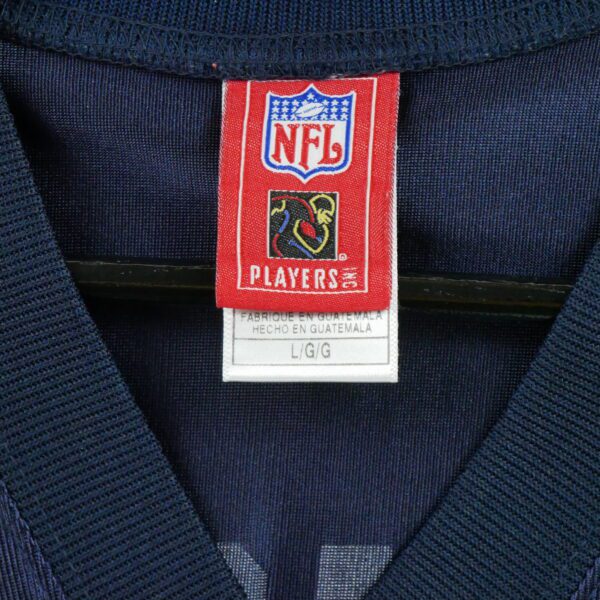 NFL
PLAYERS INC
FABRIQUE EN GUATEMALA
HECHO EN GUATEMALA
L/G/G